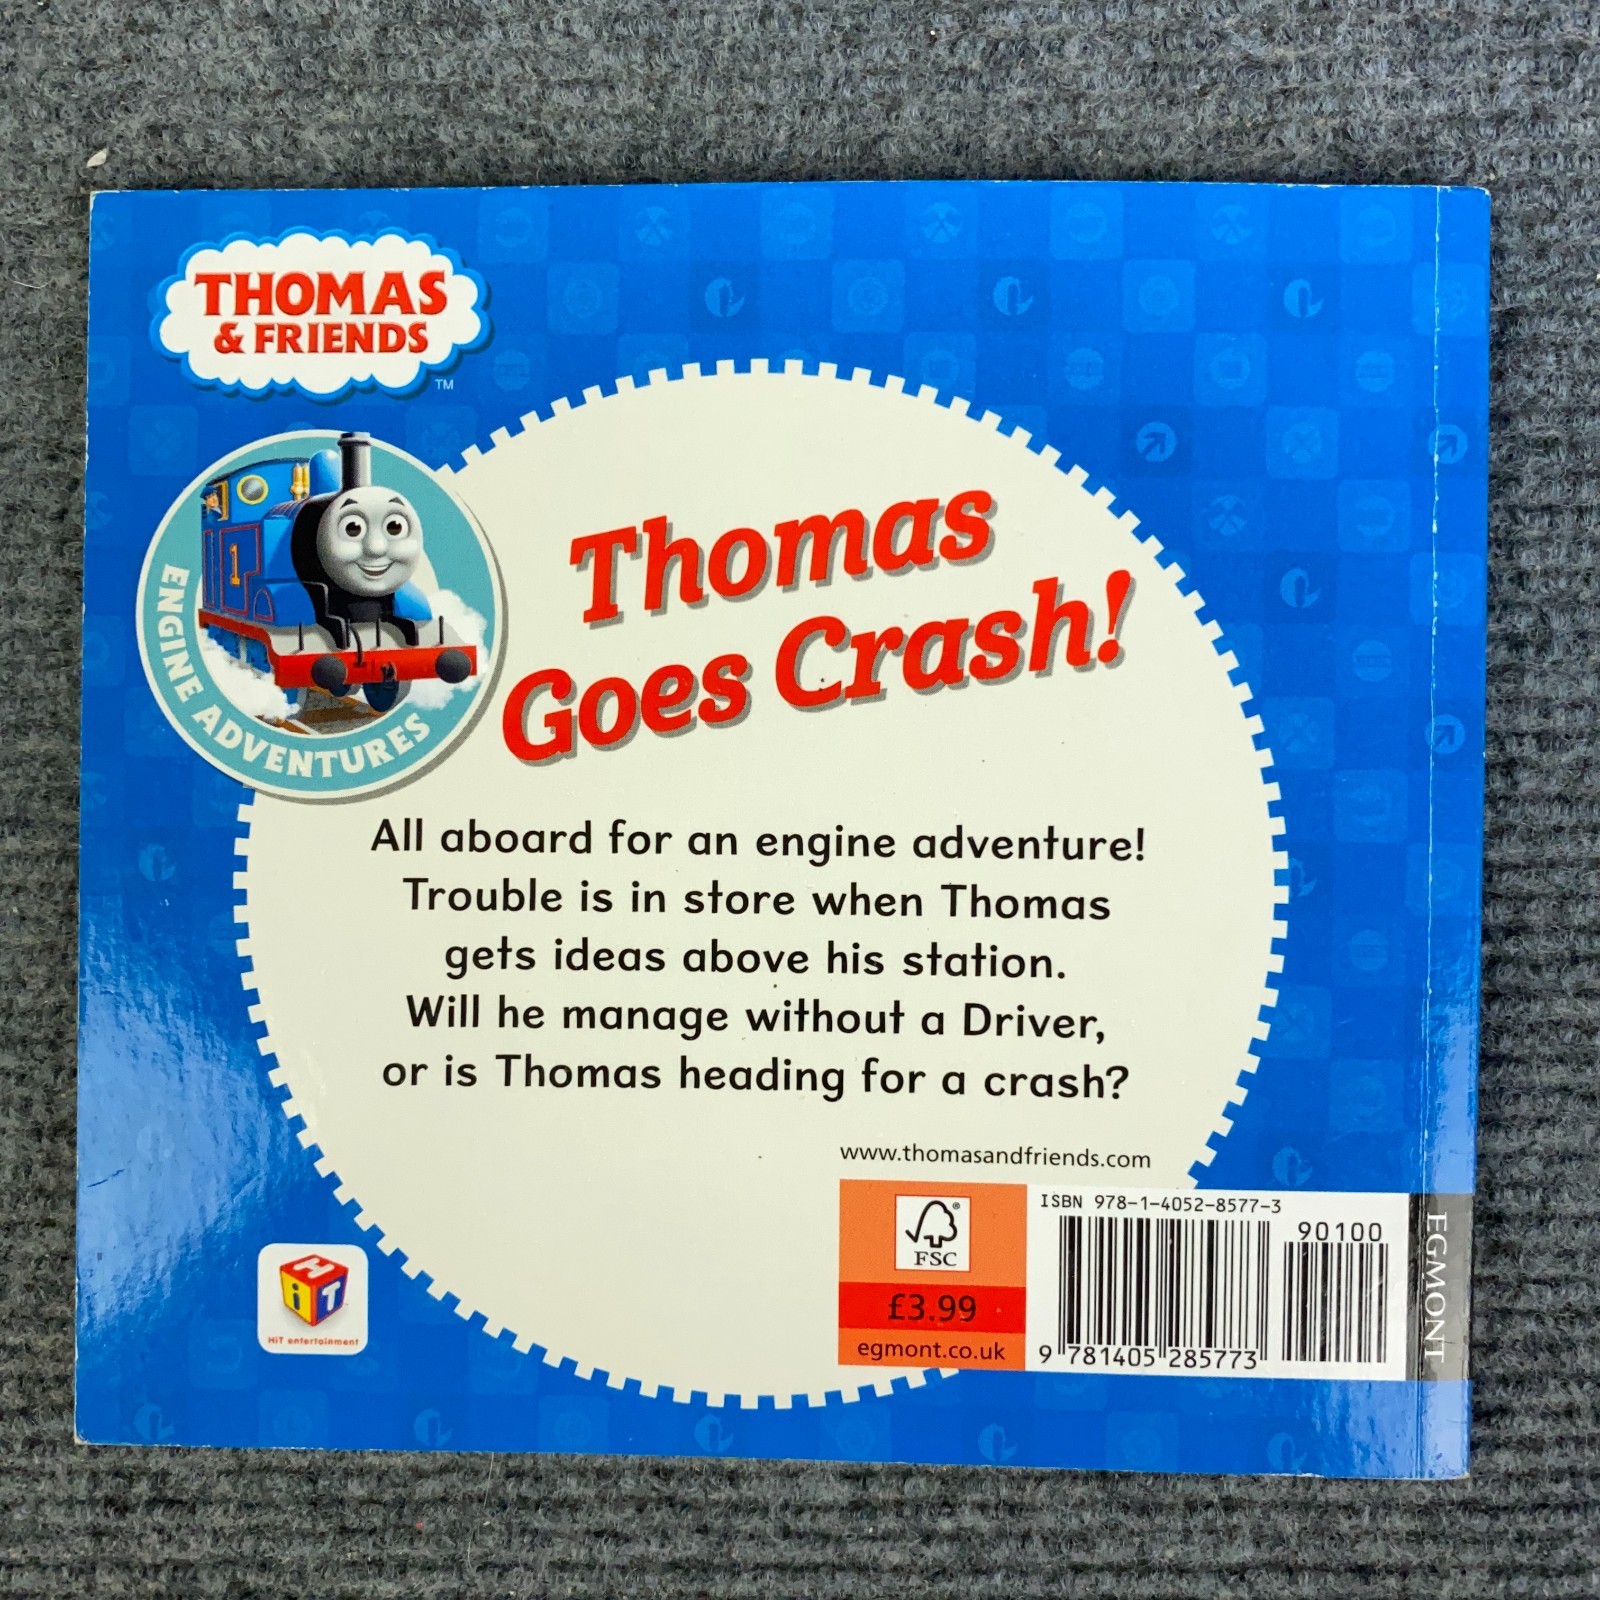 THOMAS
& FRIENDS
TM
1
ENGINE ADVENTURES
Thomas
Goes Crash!
All aboard for an engine adventure!
Trouble is in store when Thomas
gets ideas above his station.
Will he manage without a Driver,
or is Thomas heading for a crash?
www.thomasandfriends.com
ISBN 978-1-4052-8577-3
90100
FSC
®
£3.99
egmont.co.uk
9 781405 285773
EGMONT
HiT
HiT entertainment